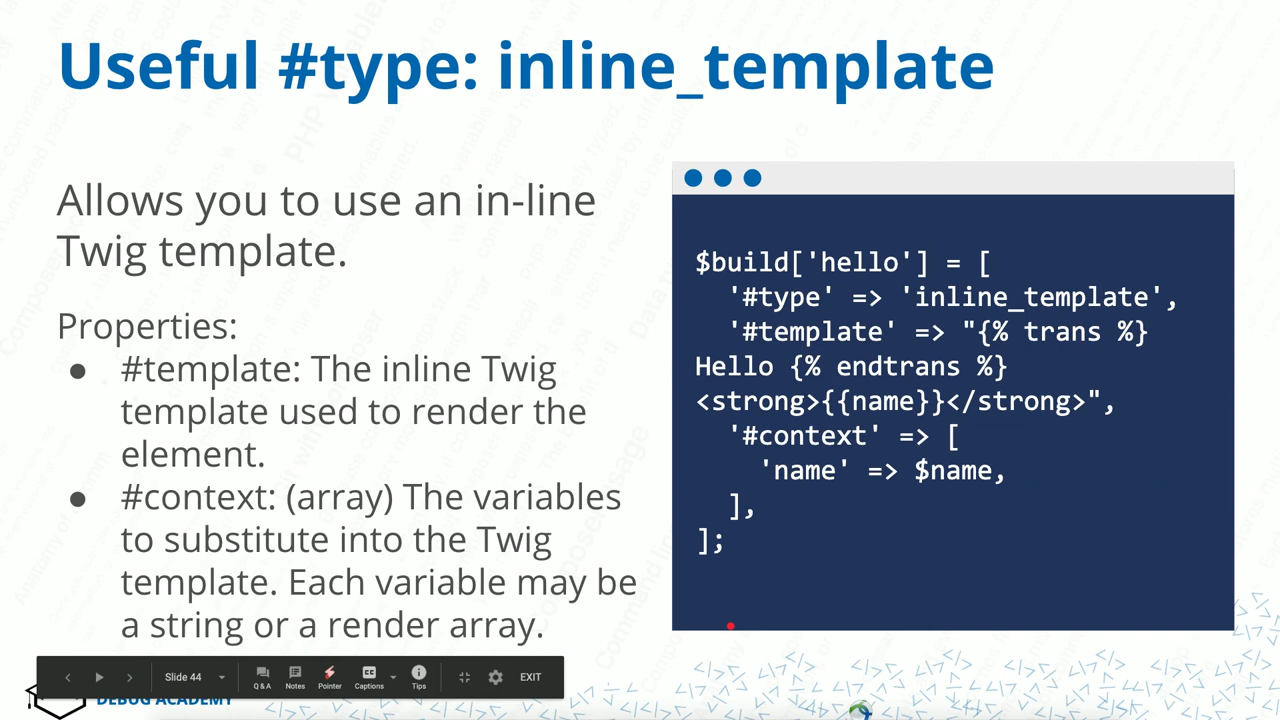 Useful #type: inline_template
Allows you to use an in-line
Twig template.
Properties:
● #template: The inline Twig
template used to render the
element.
● #context: (array) The variables
to substitute into the Twig
template. Each variable may be
a string or a render array.
$build['hello'] = [
'#type' => 'inline_template',
'#template' => "{% trans %}
Hello {% endtrans %}
<strong>{{name}}</strong>",
'#context' => [
'name' => $name,
],
];
Slide 44
Q & A
Notes
Pointer
Captions
Tips
EXIT
DEBUG ACADEMY